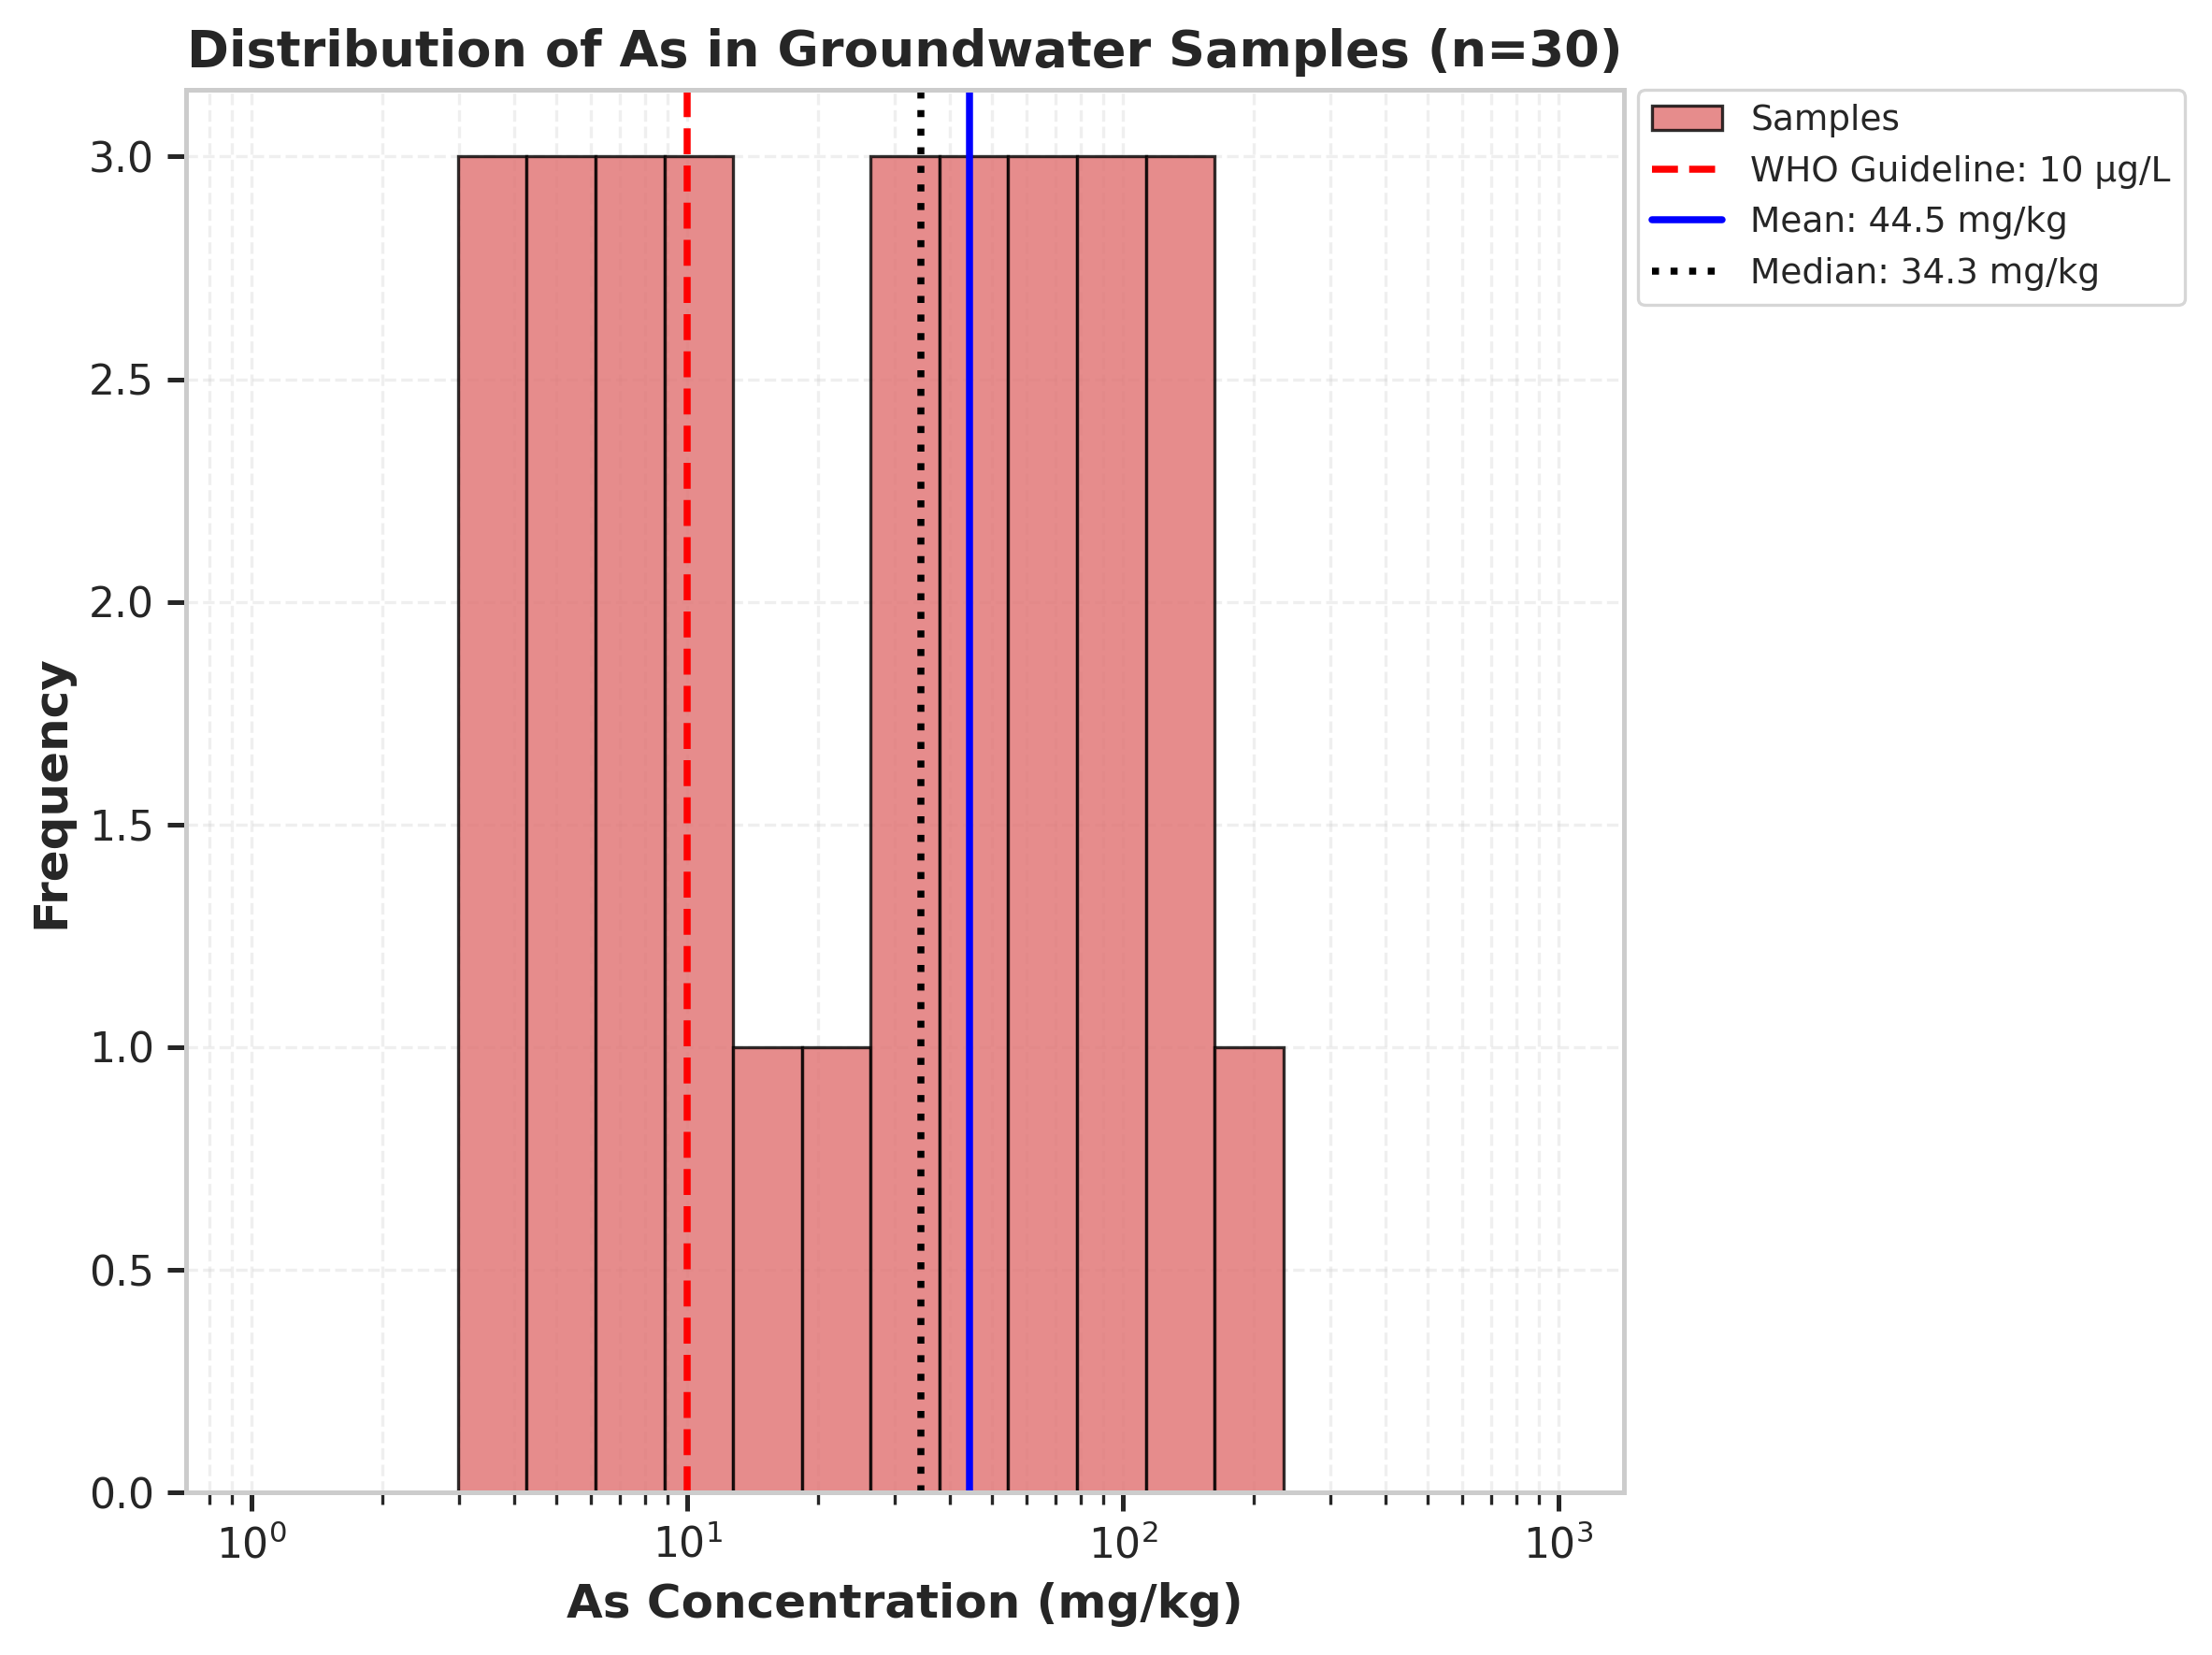 Distribution of As in Groundwater Samples (n=30)
Samples
WHO Guideline: 10 µg/L
Mean: 44.5 mg/kg
Median: 34.3 mg/kg
Frequency
3.0
2.5
2.0
1.5
1.0
0.5
0.0
10⁰ 10¹ 10² 10³
As Concentration (mg/kg)